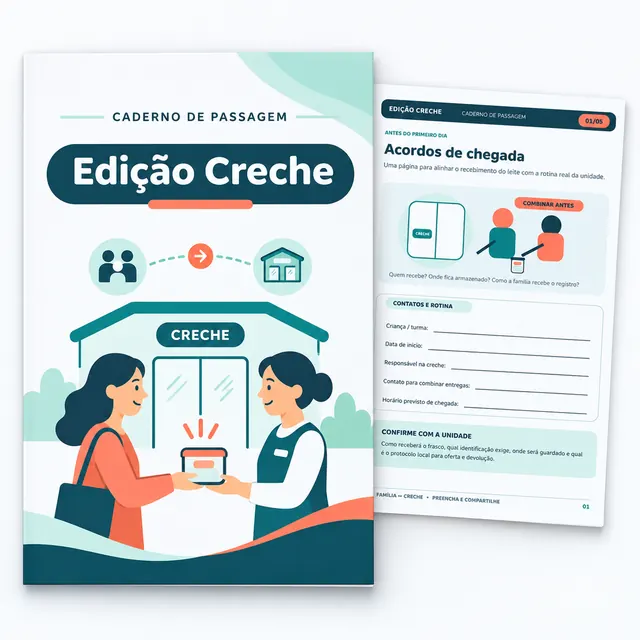 CADERNO DE PASSAGEM
Edição Creche
CRECHE
EDIÇÃO CRECHE
CADERNO DE PASSAGEM
01/05
ANTES DO PRIMEIRO DIA
Acordos de chegada
Uma página para alinhar o recebimento do leite com a rotina real da unidade.
COMBINAR ANTES
CRECHE
Quem recebe? Onde fica armazenado? Como a família recebe o registro?
CONTATOS E ROTINA
Criança / turma:
Data de início:
Responsável na creche:
Contato para combinar entregas:
Horário previsto de chegada:
CONFIRME COM A UNIDADE
Como receberá o frasco, qual identificação exige, onde será guardado e qual
é o protocolo local para oferta e devolução.
FAMÍLIA — CRECHE • PREENCHA E COMPARTILHE
01